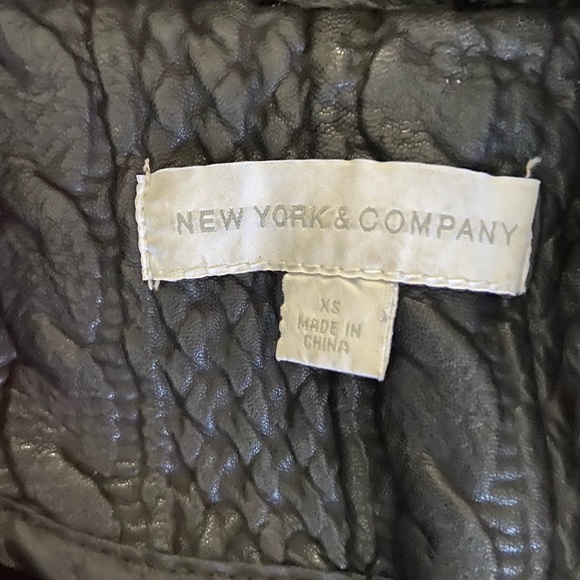 NEW YORK & COMPANY
XS
MADE IN
CHINA